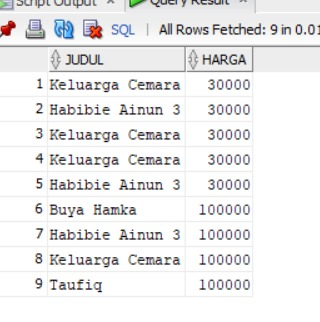 Script Output × Query Result ×
SQL | All Rows Fetched: 9 in 0.01
JUDUL HARGA
1 Keluarga Cemara 30000
2 Habibie Ainun 3 30000
3 Keluarga Cemara 30000
4 Keluarga Cemara 30000
5 Habibie Ainun 3 30000
6 Buya Hamka 100000
7 Habibie Ainun 3 100000
8 Keluarga Cemara 100000
9 Taufiq 100000